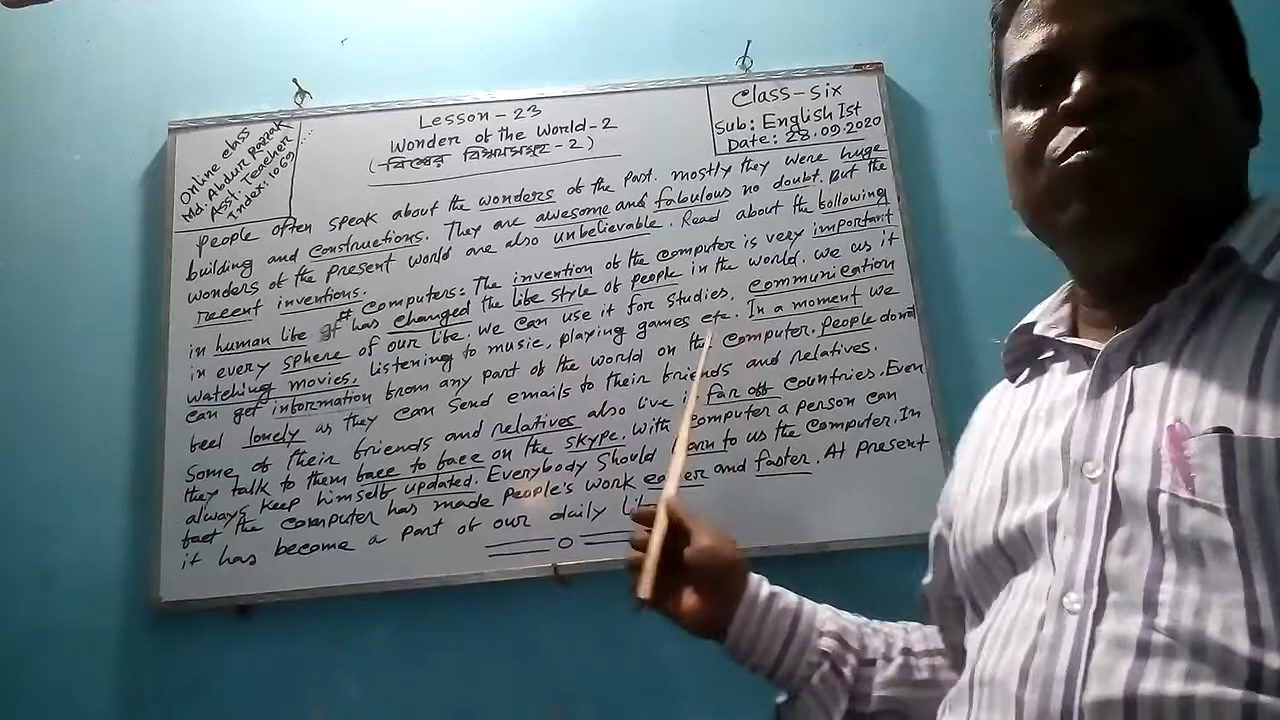 Online class
Md. Abdur Razzak
Asst. Teacher
Index: 1069...
Lesson - 23
Wonder of the World-2
(বিশ্বের বিস্ময়সমূহ - 2)
Class-six
Sub: English Ist
Date: 28.09.2020
People often speak about the wonders of the past. mostly they were huge
building and constructions. They are awesome and fabulous no doubt. But the
wonders of the present world are also unbelievable. Read about the following
recent inventions.
Computers: The invention of the computer is very important
in human life. It has changed the life style of people in the world. We us it
in every sphere of our life. We can use it for studies, communication
watching movies, listening to music, playing games etc. In a moment we
can get information from any part of the world on the computer. People donot
feel lonely as they can send emails to their friends and relatives.
Some of their friends and relatives also live in far off countries. Even
they talk to them face to face on the skype. With computer a person can
always keep himself updated. Everybody should to us the computer. In
fact the computer has made People's work easier and faster. At present
it has become a part of our daily